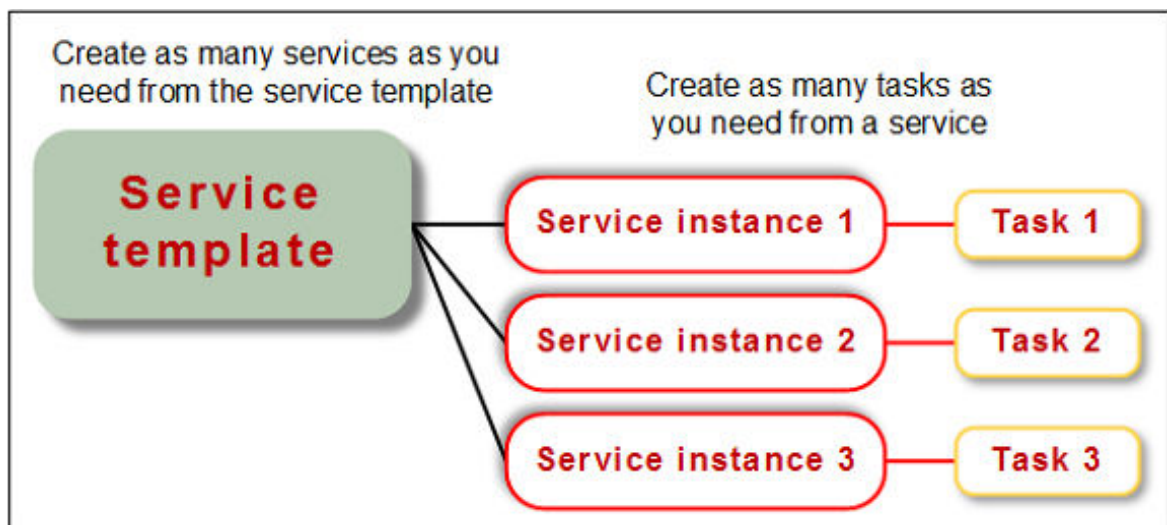 Create as many services as you
need from the service template
Create as many tasks as
you need from a service
Service
template
Service instance 1
Task 1
Service instance 2
Task 2
Service instance 3
Task 3